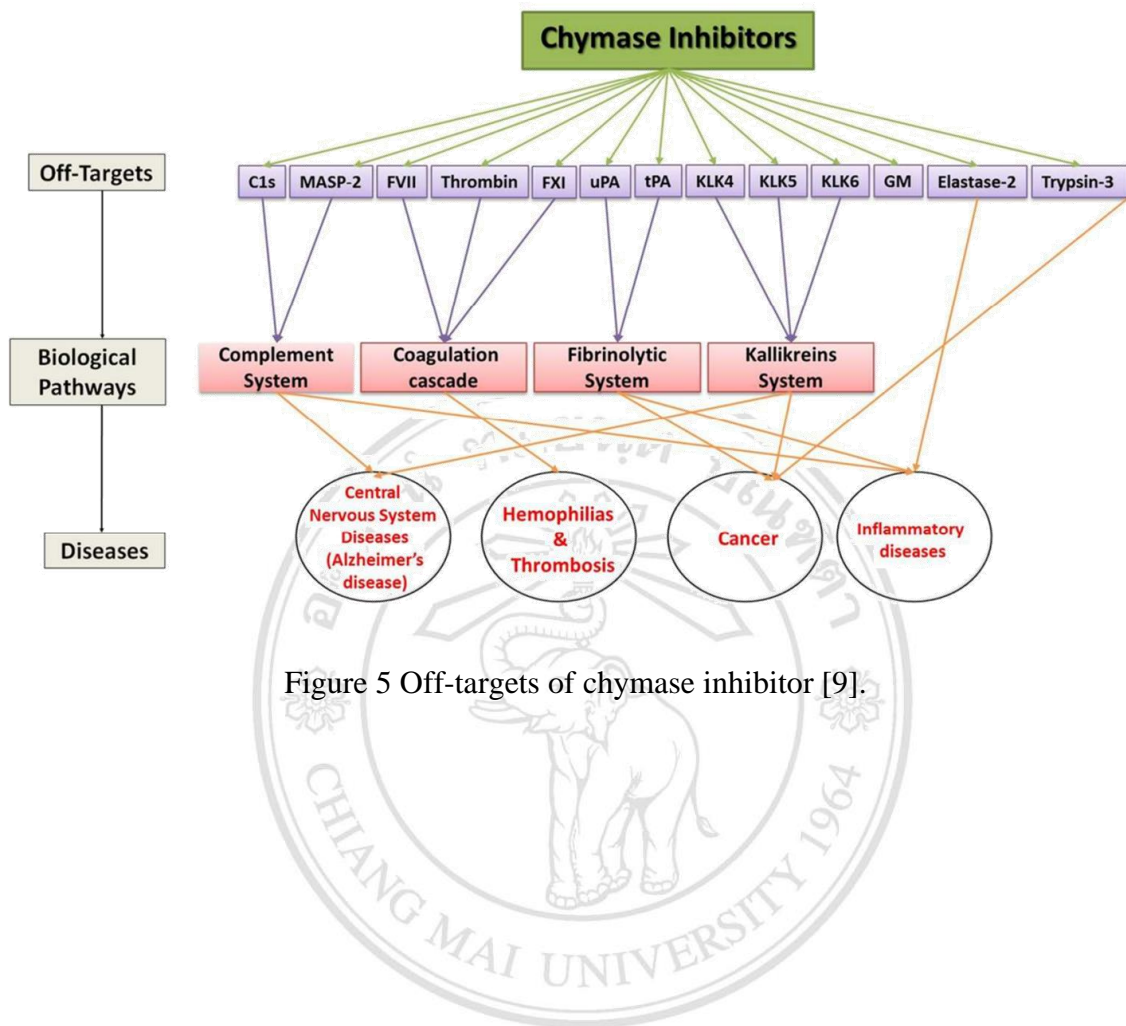 Chymase Inhibitors
Off-Targets
C1s MASP-2 FVII Thrombin FXI uPA tPA KLK4 KLK5 KLK6 GM Elastase-2 Trypsin-3
Biological
Pathways
Complement
System
Coagulation
cascade
Fibrinolytic
System
Kallikreins
System
Diseases
Central
Nervous System
Diseases
(Alzheimer's
disease)
Hemophilias
&
Thrombosis
Cancer
Inflammatory
diseases
Figure 5 Off-targets of chymase inhibitor [9].
CHIANG MAI UNIVERSITY 1964